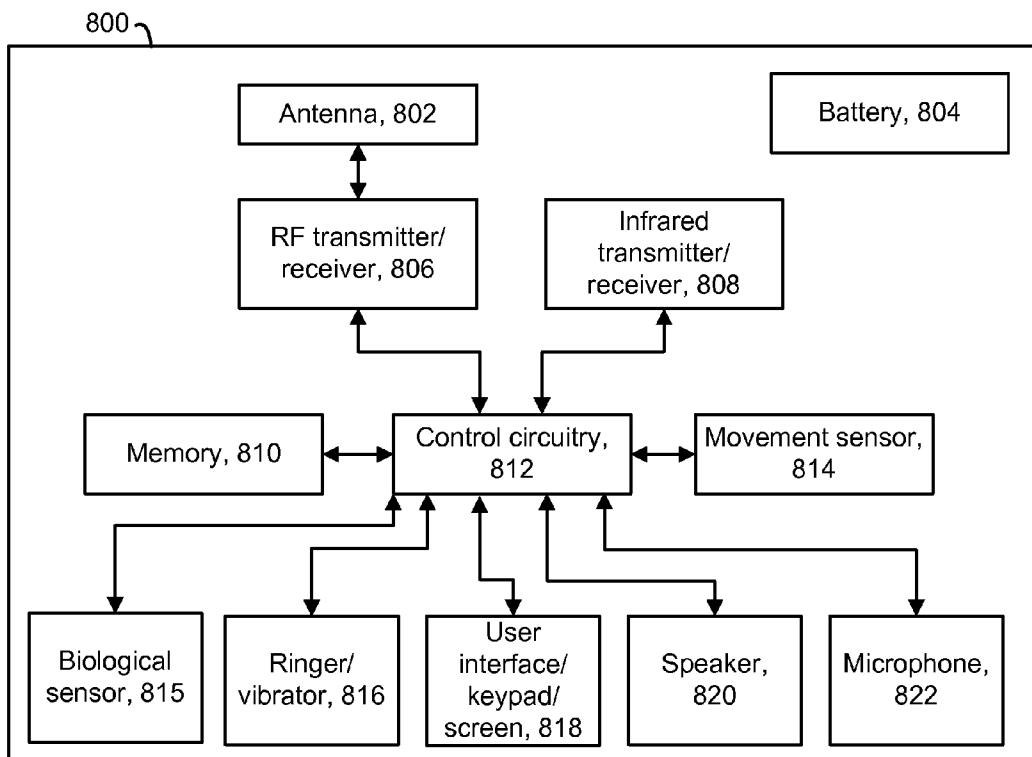 800
Antenna, 802
Battery, 804
RF transmitter/
receiver, 806
Infrared
transmitter/
receiver, 808
Memory, 810
Control circuitry,
812
Movement sensor,
814
Biological
sensor, 815
Ringer/
vibrator, 816
User
interface/
keypad/
screen, 818
Speaker,
820
Microphone,
822